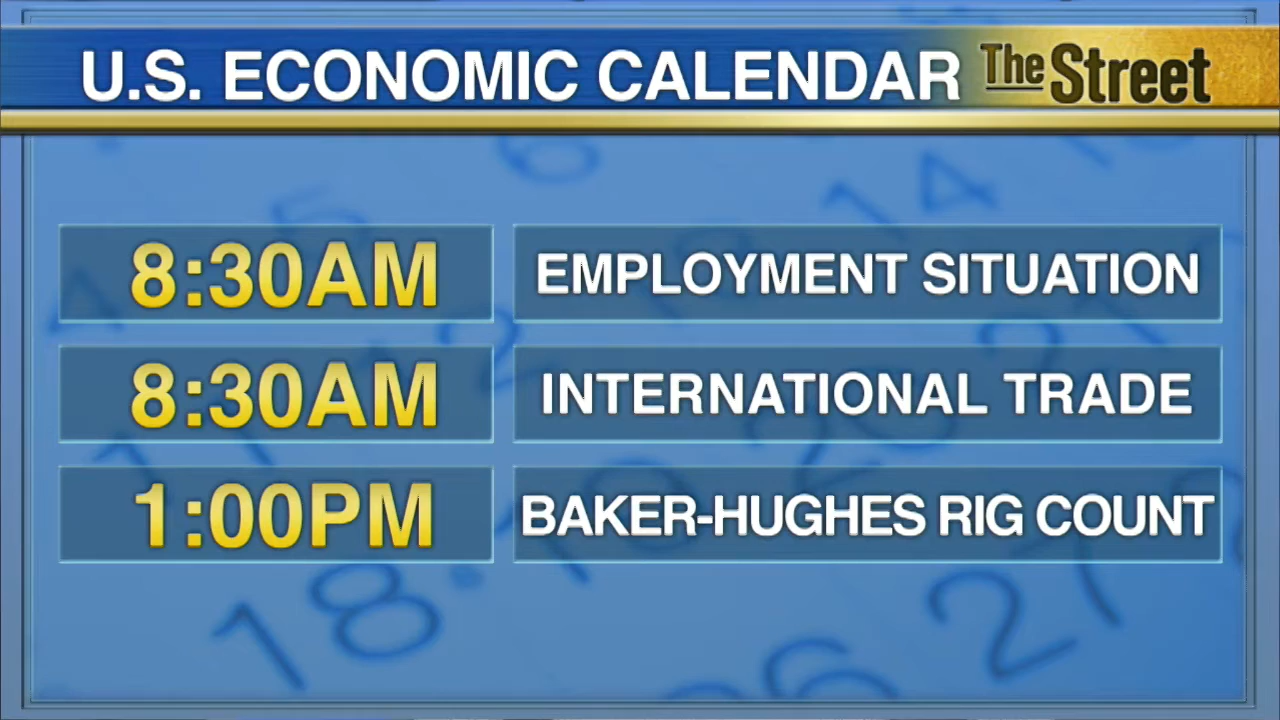 U.S. ECONOMIC CALENDAR TheStreet
8:30AM EMPLOYMENT SITUATION
8:30AM INTERNATIONAL TRADE
1:00PM BAKER-HUGHES RIG COUNT